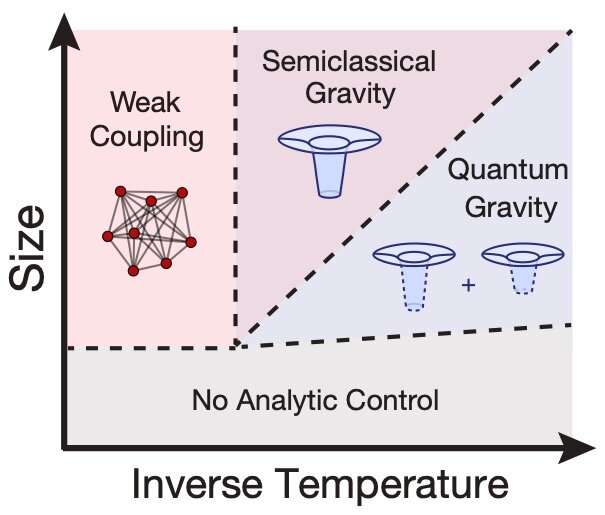 Semiclassical
Gravity
Weak
Coupling
Quantum
Gravity
+
No Analytic Control
Size
Inverse Temperature